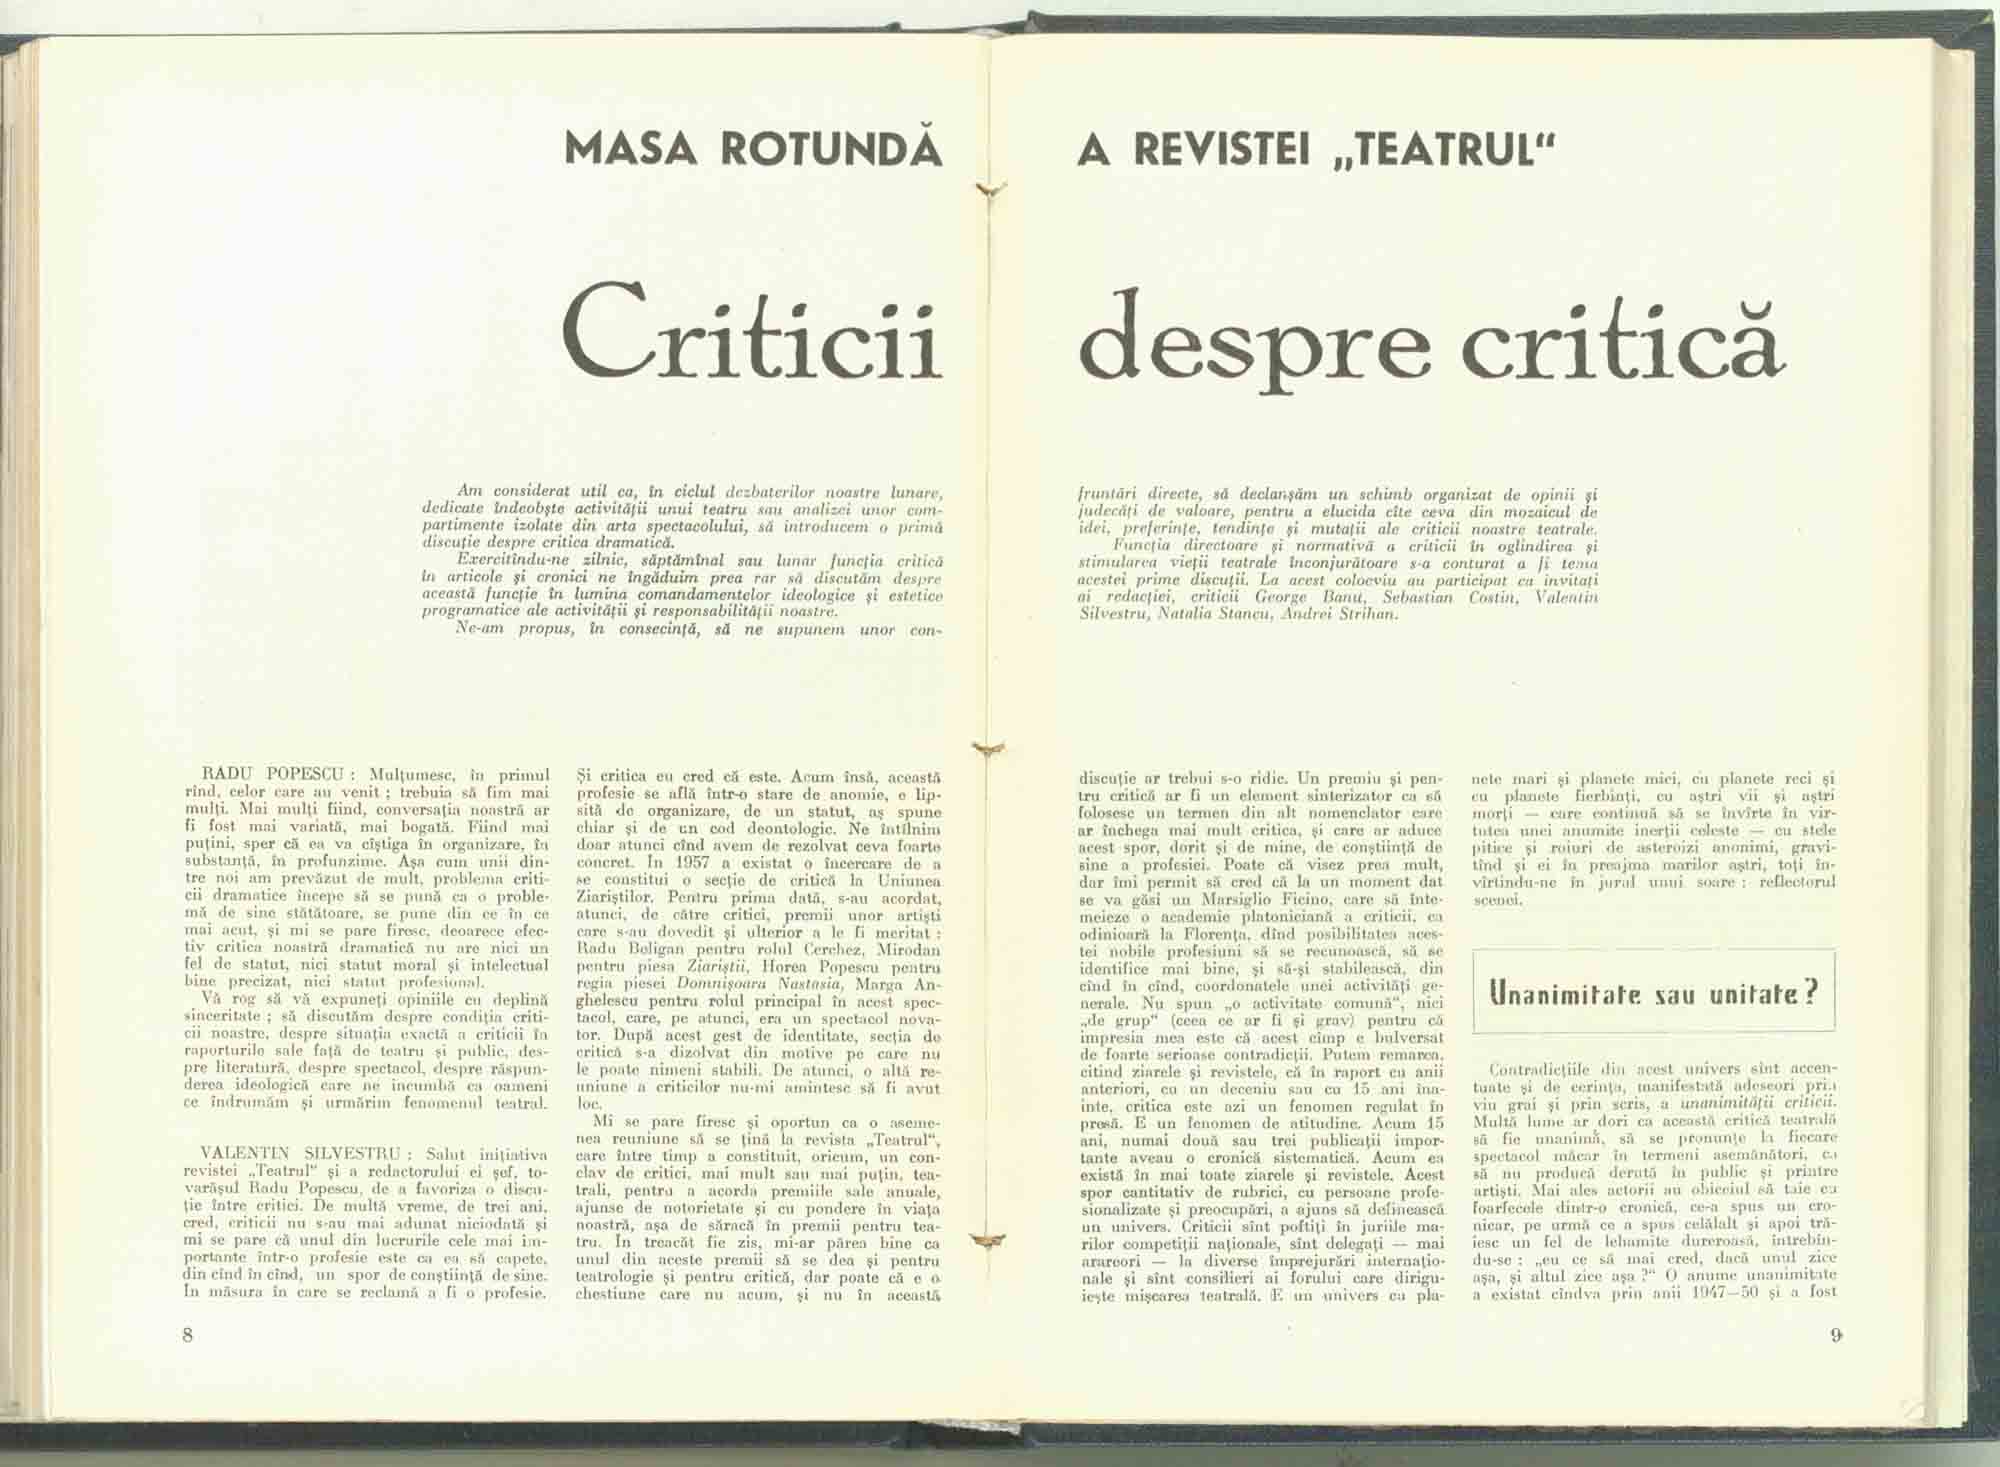 MASA ROTUNDĂ A REVISTEI „TEATRUL“
Criticii despre critică
Am considerat util ca, în ciclul dezbaterilor noastre lunare,
dedicate îndeobşte activităţii unui teatru sau analizei unor com-
partimente izolate din arta spectacolului, să introducem o primă
discuţie despre critica dramatică.
Exercitîndu-ne zilnic, săptămînal sau lunar funcţia critică
în articole şi cronici ne îngăduim prea rar să discutăm despre
această funcţie în lumina comandamentelor ideologice şi estetice
programatice ale activităţii şi responsabilităţii noastre.
Ne-am propus, în consecinţă, să ne supunem unor con-
fruntări directe, să declanşăm un schimb organizat de opinii şi
judecăţi de valoare, pentru a elucida cîte ceva din mozaicul de
idei, preferinţe, tendinţe şi mutaţii ale criticii noastre teatrale.
Funcţia directoare şi normativă a criticii în oglindirea şi
stimularea vieţii teatrale înconjurătoare s-a conturat a fi tema
acestei prime discuţii. La acest colocviu au participat ca invitaţi
ai redacţiei, criticii George Banu, Sebastian Costin, Valentin
Silvestru, Natalia Stancu, Andrei Strihan.
RADU POPESCU : Mulţumesc, în primul
rînd, celor care au venit ; trebuia să fim mai
mulţi. Mai mulţi fiind, conversaţia noastră ar
fi fost mai variată, mai bogată. Fiind mai
puţini, sper că ea va cîştiga în organizare, în
substanţă, în profunzime. Aşa cum unii din-
tre noi am prevăzut de mult, problema criti-
cii dramatice începe să se pună ca o proble-
mă de sine stătătoare, se pune din ce în ce
mai acut, şi mi se pare firesc, deoarece efec-
tiv critica noastră dramatică nu are nici un
fel de statut, nici statut moral şi intelectual
bine precizat, nici statut profesional.
Vă rog să vă expuneţi opiniile cu deplină
sinceritate ; să discutăm despre condiţia criti-
cii noastre, despre situaţia exactă a criticii în
raporturile sale faţă de teatru şi public, des-
pre literatură, despre spectacol, despre răspun-
derea ideologică care ne incumbă ca oameni
ce îndrumăm şi urmărim fenomenul teatral.
VALENTIN SILVESTRU : Salut iniţiativa
revistei „Teatrul“ şi a redactorului ei şef, to-
varăşul Radu Popescu, de a favoriza o discu-
ţie între critici. De multă vreme, de trei ani,
cred, criticii nu s-au mai adunat niciodată şi
mi se pare că unul din lucrurile cele mai im-
portante într-o profesie este ca ea să capete,
din cînd în cînd, un spor de conştiinţă de sine.
În măsura în care se reclamă a fi o profesie.
Şi critica eu cred că este. Acum însă, această
profesie se află într-o stare de anomie, e lip-
sită de organizare, de un statut, aş spune
chiar şi de un cod deontologic. Ne întîlnim
doar atunci cînd avem de rezolvat ceva foarte
concret. În 1957 a existat o încercare de a
se constitui o secţie de critică la Uniunea
Ziariştilor. Pentru prima dată, s-au acordat,
atunci, de către critici, premii unor artişti
care s-au dovedit şi ulterior a le fi meritat :
Radu Beligan pentru rolul Cerchez, Mirodan
pentru piesa Ziariştii, Horea Popescu pentru
regia piesei Domnişoara Nastasia, Marga An-
ghelescu pentru rolul principal în acest spec-
tacol, care, pe atunci, era un spectacol nova-
tor. După acest gest de identitate, secţia de
critică s-a dizolvat din motive pe care nu
le poate nimeni stabili. De atunci, o altă re-
uniune a criticilor nu-mi amintesc să fi avut
loc.
Mi se pare firesc şi oportun ca o aseme-
nea reuniune să se ţină la revista „Teatrul“,
care între timp a constituit, oricum, un con-
clav de critici, mai mult sau mai puţin, tea-
trali, pentru a acorda premiile sale anuale,
ajunse de notorietate şi cu pondere în viaţa
noastră, aşa de săracă în premii pentru tea-
tru. În treacăt fie zis, mi-ar părea bine ca
unul din aceste premii să se dea şi pentru
teatrologie şi pentru critică, dar poate că e o
chestiune care nu acum, şi nu în această
8
discuţie ar trebui s-o ridic. Un premiu şi pen-
tru critică ar fi un element sinterizator ca să
folosesc un termen din alt nomenclator care
ar închega mai mult critica, şi care ar aduce
acest spor, dorit şi de mine, de conştiinţă de
sine a profesiei. Poate că visez prea mult,
dar îmi permit să cred că la un moment dat
se va găsi un Marsiglio Ficino, care să înte-
meieze o academie platoniciană a criticii, ca
odinioară la Florenţa, dînd posibilitatea aces-
tei nobile profesiuni să se recunoască, să se
identifice mai bine, şi să-şi stabilească, din
cînd în cînd, coordonatele unei activităţi ge-
nerale. Nu spun „o activitate comună“, nici
„de grup“ (ceea ce ar fi şi grav) pentru că
impresia mea este că acest cîmp e bulversat
de foarte serioase contradicţii. Putem remarca,
citind ziarele şi revistele, că în raport cu anii
anteriori, cu un deceniu sau cu 15 ani îna-
inte, critica este azi un fenomen regulat în
presă. E un fenomen de atitudine. Acum 15
ani, numai două sau trei publicaţii impor-
tante aveau o cronică sistematică. Acum ea
există în mai toate ziarele şi revistele. Acest
spor cantitativ de rubrici, cu persoane profe-
sionalizate şi preocupări, a ajuns să definească
un univers. Criticii sînt poftiţi în juriile ma-
rilor competiţii naţionale, sînt delegaţi — mai
arareori — la diverse împrejurări internaţio-
nale şi sînt consilieri ai forului care dirigu-
ieşte mişcarea teatrală. E un univers cu pla-
nete mari şi planete mici, cu planete reci şi
cu planete fierbinţi, cu aştri vii şi aştri
morţi — care continuă să se învîrte în vir-
tutea unei anumite inerţii celeste — cu stele
pitice şi roiuri de asteroizi anonimi, gravi-
tînd şi ei în preajma marilor aştri, toţi în-
vîrtindu-ne în jurul unui soare : reflectorul
scenei.
Unanimitate sau unitate?
Contradicţiile din acest univers sînt accen-
tuate şi de cerinţa, manifestată adeseori prin
viu grai şi prin scris, a unanimităţii criticii.
Multă lume ar dori ca această critică teatrală
să fie unanimă, să se pronunţe la fiecare
spectacol măcar în termeni asemănători, ca
să nu producă derută în public şi printre
artişti. Mai ales actorii au obiceiul să taie cu
foarfecele dintr-o cronică, ce-a spus un cro-
nicar, pe urmă ce a spus celălalt şi apoi tră-
iesc un fel de lehamite dureroasă, întrebîn-
du-se : „eu ce să mai cred, dacă unul zice
aşa, şi altul zice aşa ?“ O anume unanimitate
a existat cîndva prin anii 1947—50 şi a fost
9